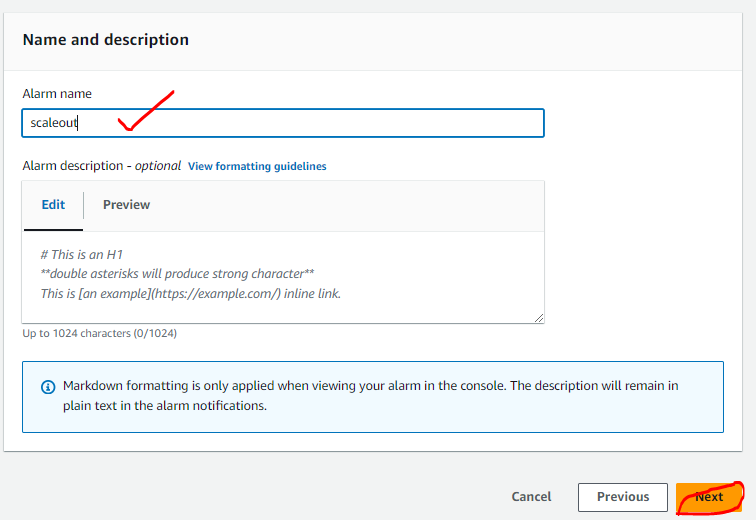 Name and description
Alarm name
scaleout
Alarm description - optional View formatting guidelines
Edit Preview
# This is an H1
**double asterisks will produce strong character**
This is [an example](https://example.com/) inline link.
Up to 1024 characters (0/1024)
Markdown formatting is only applied when viewing your alarm in the console. The description will remain in
plain text in the alarm notifications.
Cancel Previous Next